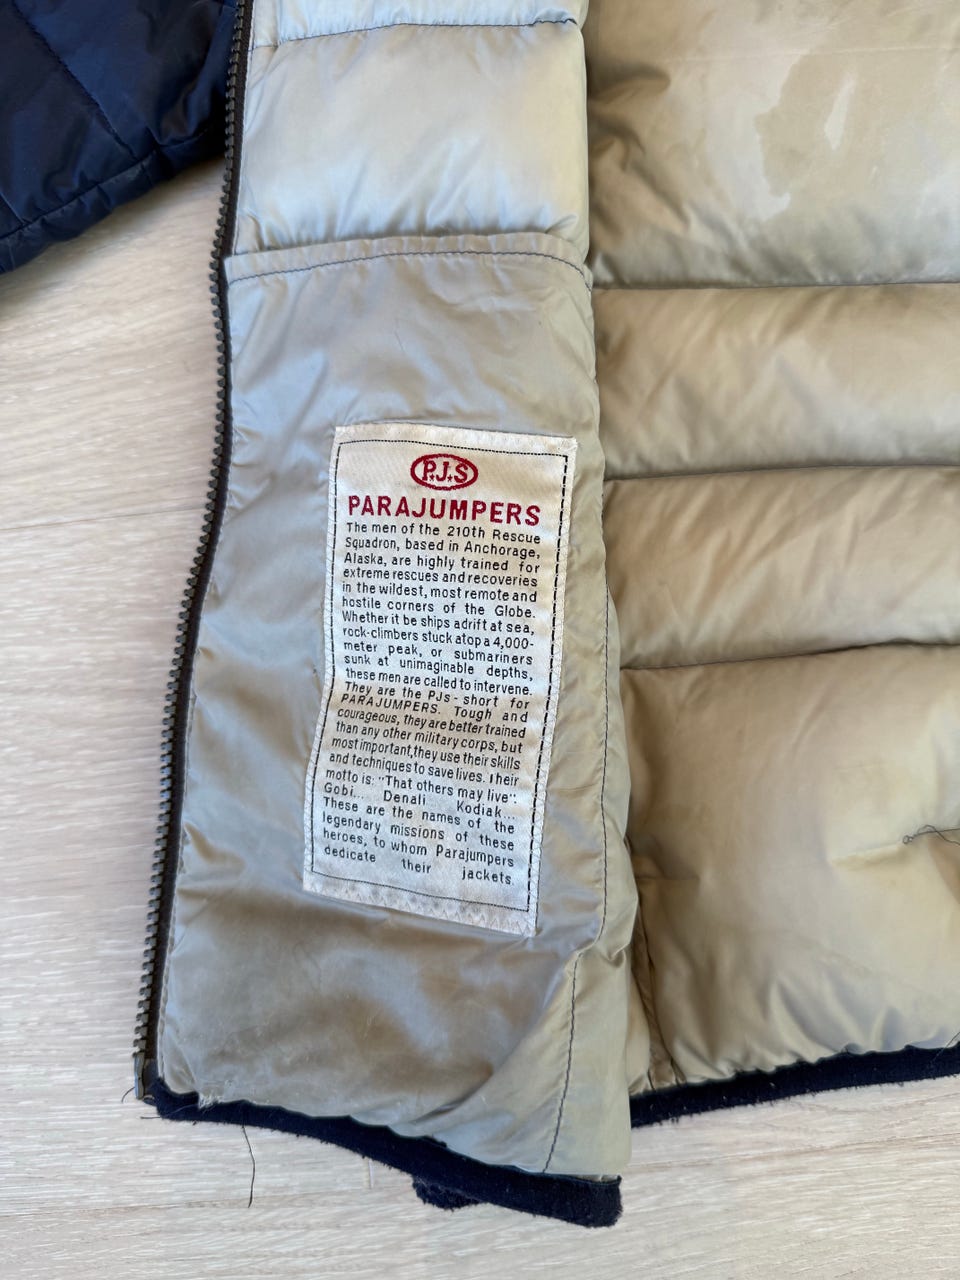 P.J.S
PARAJUMPERS
The men of the 210th Rescue
Squadron, based in Anchorage,
Alaska, are highly trained for
extreme rescues and recoveries
in the wildest, most remote and
hostile corners of the Globe.
Whether it be ships adrift at sea,
rock-climbers stuck atop a 4,000-
meter peak, or submariners
sunk at unimaginable depths,
these men are called to intervene.
They are the PJs - short for
PARAJUMPERS. Tough and
courageous, they are better trained
than any other military corps, but
most important,they use their skills
and techniques to save lives. Their
motto is: "That others may live":
Gobi... Denali Kodiak...
These are the names of the
legendary missions of these
heroes, to whom Parajumpers
dedicate their jackets.